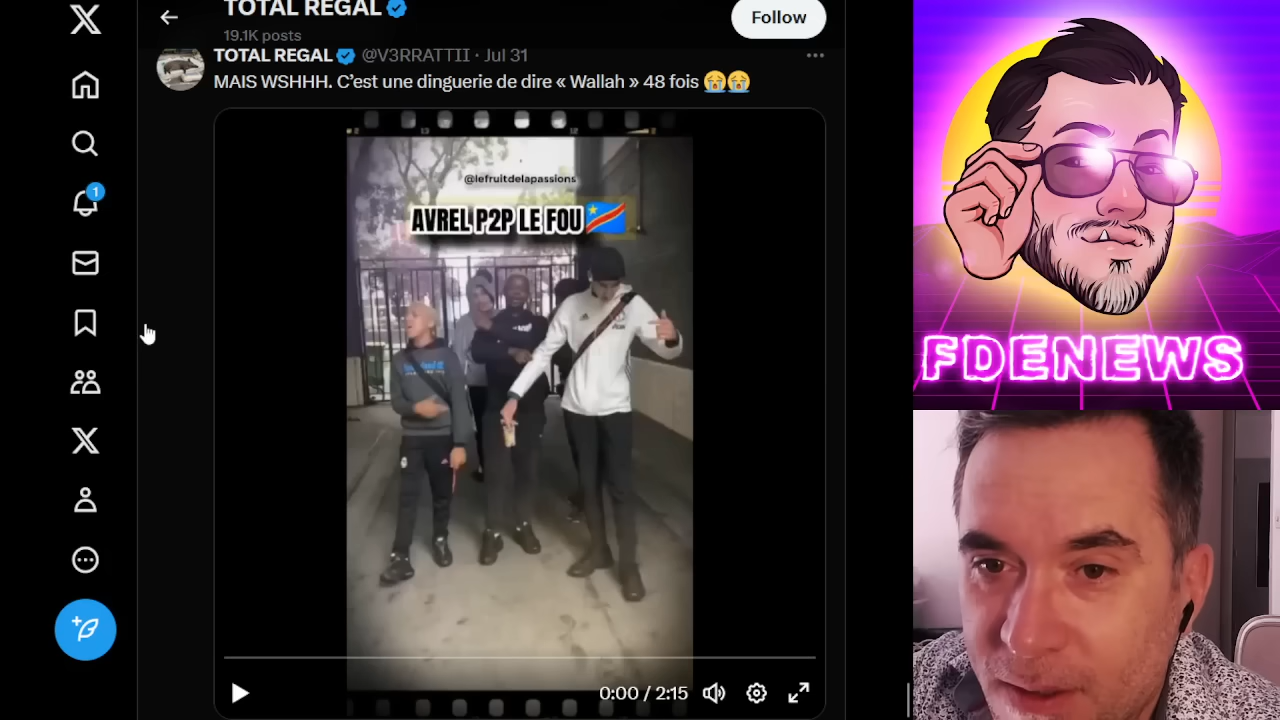 TOTAL REGAL
19.1K posts
Follow
TOTAL REGAL @V3RRATTII · Jul 31
MAIS WSHHH. C'est une dinguerie de dire « Wallah » 48 fois 😭😭
@lefruitdelapassions
AVREL P2P LE FOU 🇨🇩
1
0:00 / 2:15
FDENEWS